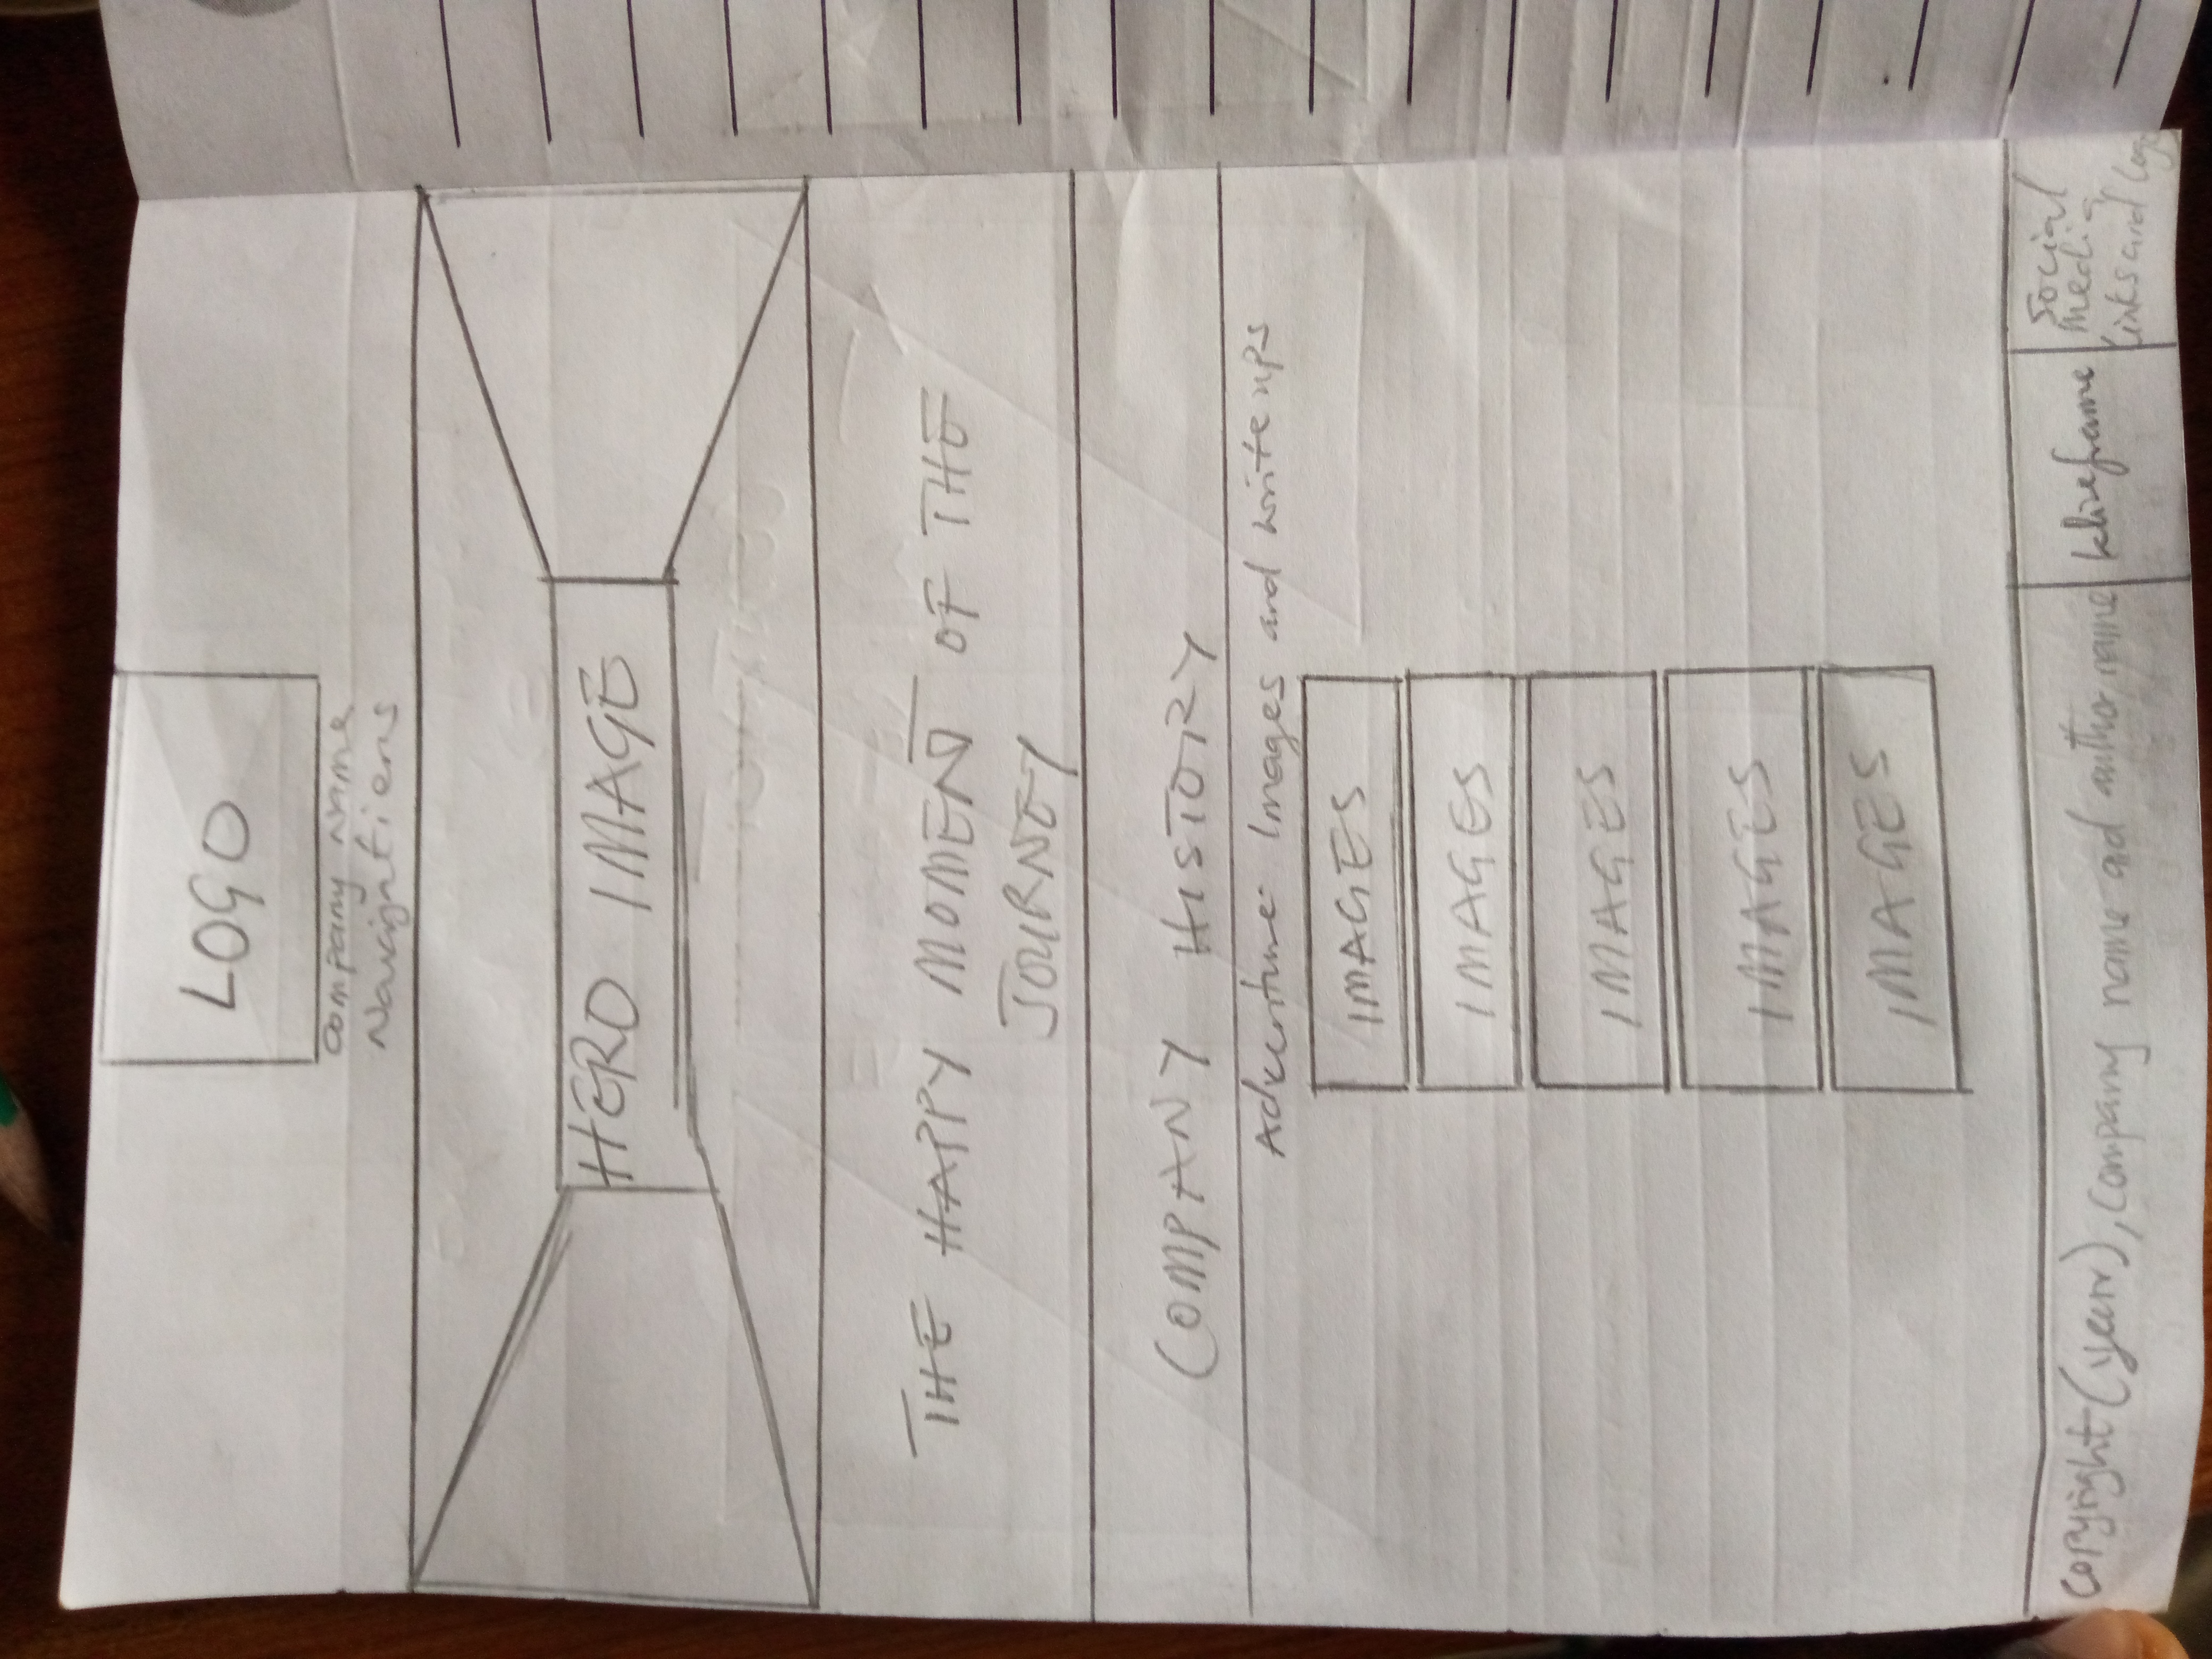 LOGO
Company name
Navigntiens
HERO IMAGE
THE HAPPY MOMENT OF THE
JOURNEY
COMPANY HISTORY
Adventure Images and write ups
IMAGES
IMAGES
IMAGES
IMAGES
IMAGES
Copyright (year), company name and author name
Wireframe
Social
media
links and logo